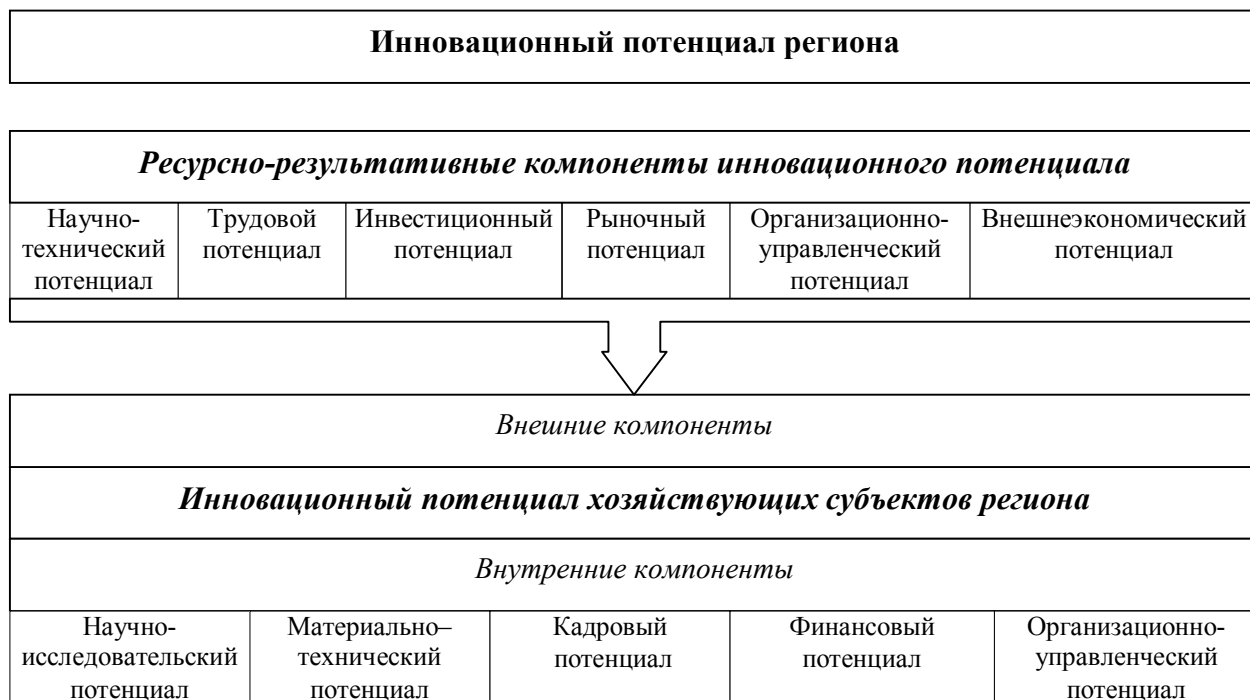 Инновационный потенциал региона
Ресурсно-результативные компоненты инновационного потенциала
Научно-
технический
потенциал
Трудовой
потенциал
Инвестиционный
потенциал
Рыночный
потенциал
Организационно-
управленческий
потенциал
Внешнеэкономический
потенциал
Внешние компоненты
Инновационный потенциал хозяйствующих субъектов региона
Внутренние компоненты
Научно-
исследовательский
потенциал
Материально–
технический
потенциал
Кадровый
потенциал
Финансовый
потенциал
Организационно-
управленческий
потенциал